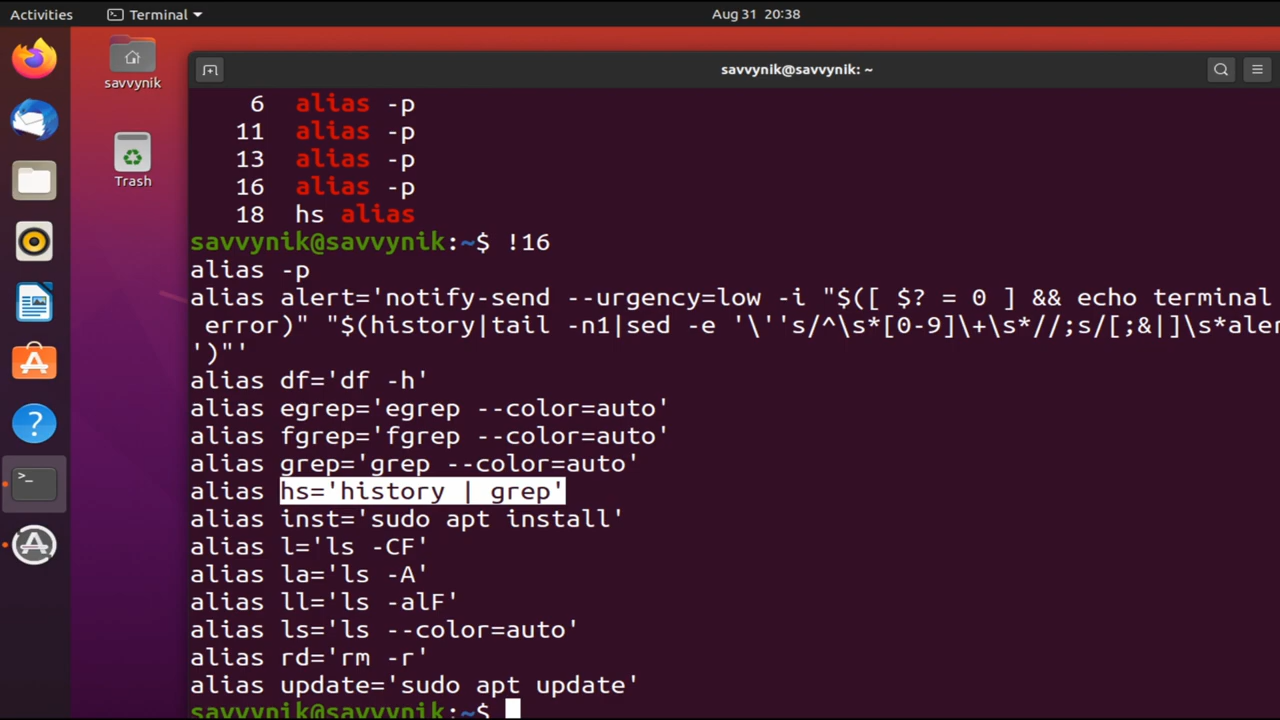 Activities
Terminal
Aug 31 20:38
savvynik
Trash
savvynik@savvynik: ~
6 alias -p
11 alias -p
13 alias -p
16 alias -p
18 hs alias
savvynik@savvynik:~$ !16
alias -p
alias alert='notify-send --urgency=low -i "$([ $? = 0 ] && echo terminal
error)" "$(history|tail -n1|sed -e '\''s/^\s*[0-9]\+\s*//;s/[;&|]\s*aler
')"'
alias df='df -h'
alias egrep='egrep --color=auto'
alias fgrep='fgrep --color=auto'
alias grep='grep --color=auto'
alias hs='history | grep'
alias inst='sudo apt install'
alias l='ls -CF'
alias la='ls -A'
alias ll='ls -alF'
alias ls='ls --color=auto'
alias rd='rm -r'
alias update='sudo apt update'
savvynik@savvynik:~$